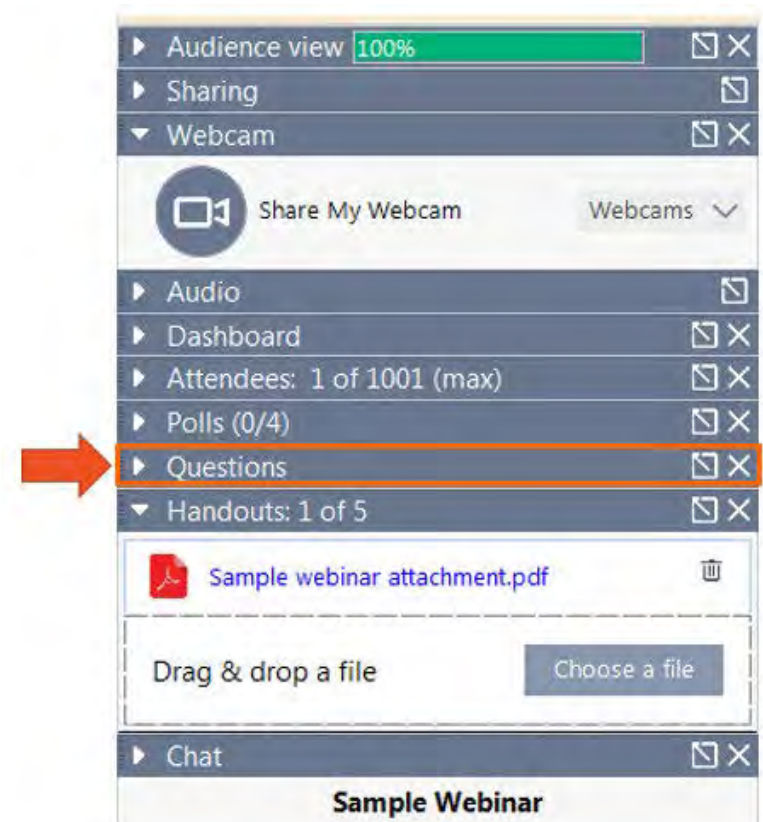 Audience view 100%
Sharing
Webcam
Share My Webcam Webcams
Audio
Dashboard
Attendees: 1 of 1001 (max)
Polls (0/4)
Questions
Handouts: 1 of 5
Sample webinar attachment.pdf
Drag & drop a file Choose a file
Chat
Sample Webinar